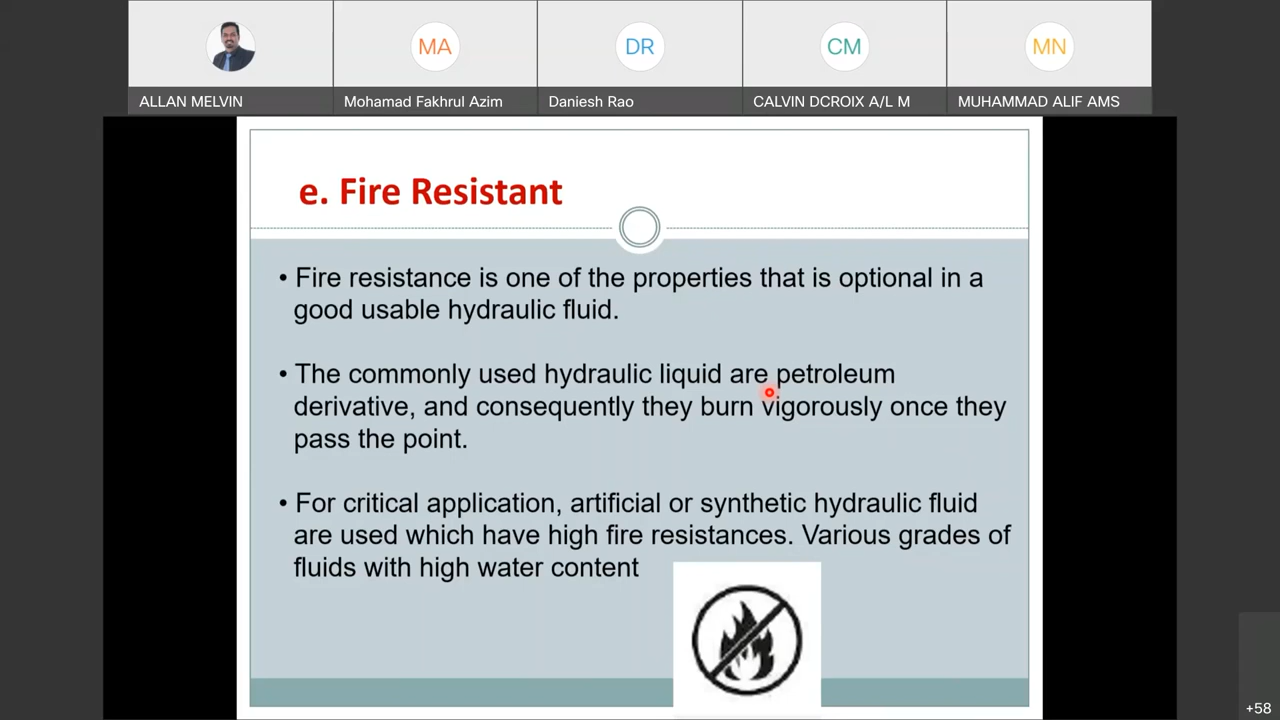 MA
DR
CM
MN
ALLAN MELVIN
Mohamad Fakhrul Azim
Daniesh Rao
CALVIN DCROIX A/L M
MUHAMMAD ALIF AMS
e. Fire Resistant
• Fire resistance is one of the properties that is optional in a
good usable hydraulic fluid.
• The commonly used hydraulic liquid are petroleum
derivative, and consequently they burn vigorously once they
pass the point.
• For critical application, artificial or synthetic hydraulic fluid
are used which have high fire resistances. Various grades of
fluids with high water content
+58